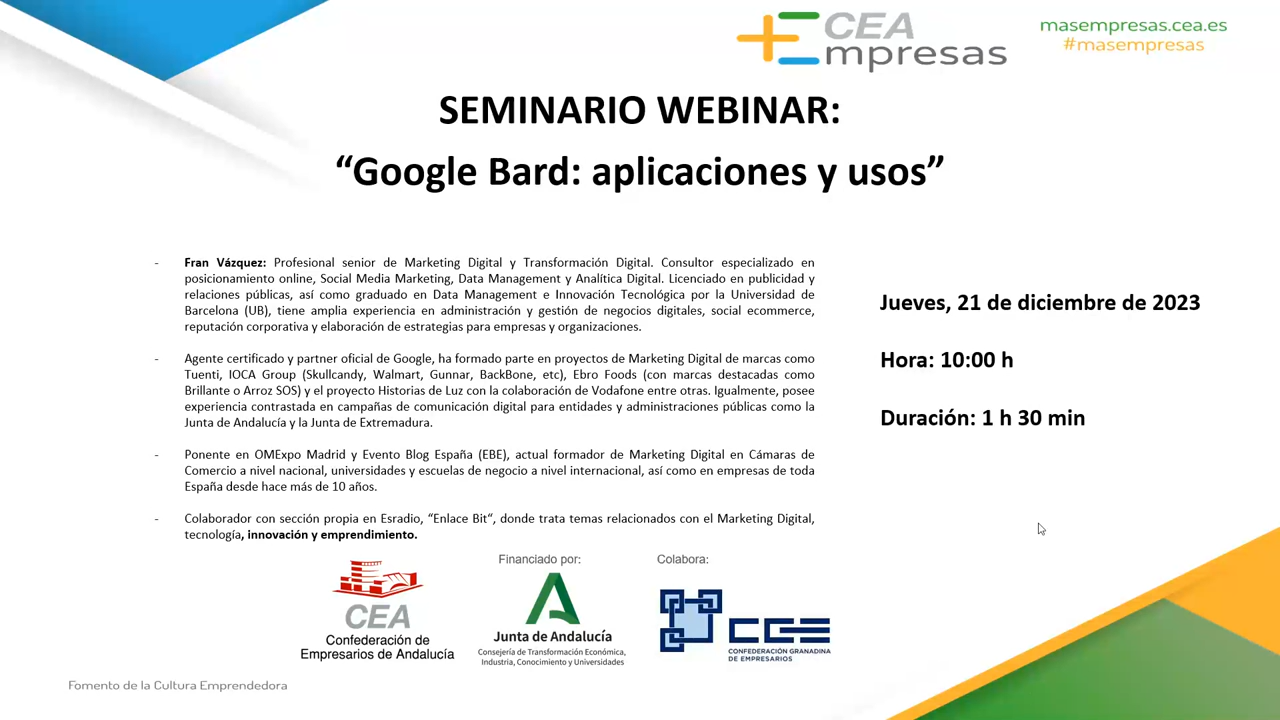 CEA
Empresas
masempresas.cea.es
#masempresas
SEMINARIO WEBINAR:
“Google Bard: aplicaciones y usos”
- Fran Vázquez: Profesional senior de Marketing Digital y Transformación Digital. Consultor especializado en
posicionamiento online, Social Media Marketing, Data Management y Analítica Digital. Licenciado en publicidad y
relaciones públicas, así como graduado en Data Management e Innovación Tecnológica por la Universidad de
Barcelona (UB), tiene amplia experiencia en administración y gestión de negocios digitales, social ecommerce,
reputación corporativa y elaboración de estrategias para empresas y organizaciones.
- Agente certificado y partner oficial de Google, ha formado parte en proyectos de Marketing Digital de marcas como
Tuenti, IOCA Group (Skullcandy, Walmart, Gunnar, BackBone, etc), Ebro Foods (con marcas destacadas como
Brillante o Arroz SOS) y el proyecto Historias de Luz con la colaboración de Vodafone entre otras. Igualmente, posee
experiencia contrastada en campañas de comunicación digital para entidades y administraciones públicas como la
Junta de Andalucía y la Junta de Extremadura.
- Ponente en OMExpo Madrid y Evento Blog España (EBE), actual formador de Marketing Digital en Cámaras de
Comercio a nivel nacional, universidades y escuelas de negocio a nivel internacional, así como en empresas de toda
España desde hace más de 10 años.
- Colaborador con sección propia en Esradio, “Enlace Bit“, donde trata temas relacionados con el Marketing Digital,
tecnología, innovación y emprendimiento.
Jueves, 21 de diciembre de 2023
Hora: 10:00 h
Duración: 1 h 30 min
CEA
Confederación de
Empresarios de Andalucía
Financiado por:
Junta de Andalucía
Consejería de Transformación Económica,
Industria, Conocimiento y Universidades
Colabora:
CGE
CONFEDERACIÓN GRANADINA
DE EMPRESARIOS
Fomento de la Cultura Emprendedora